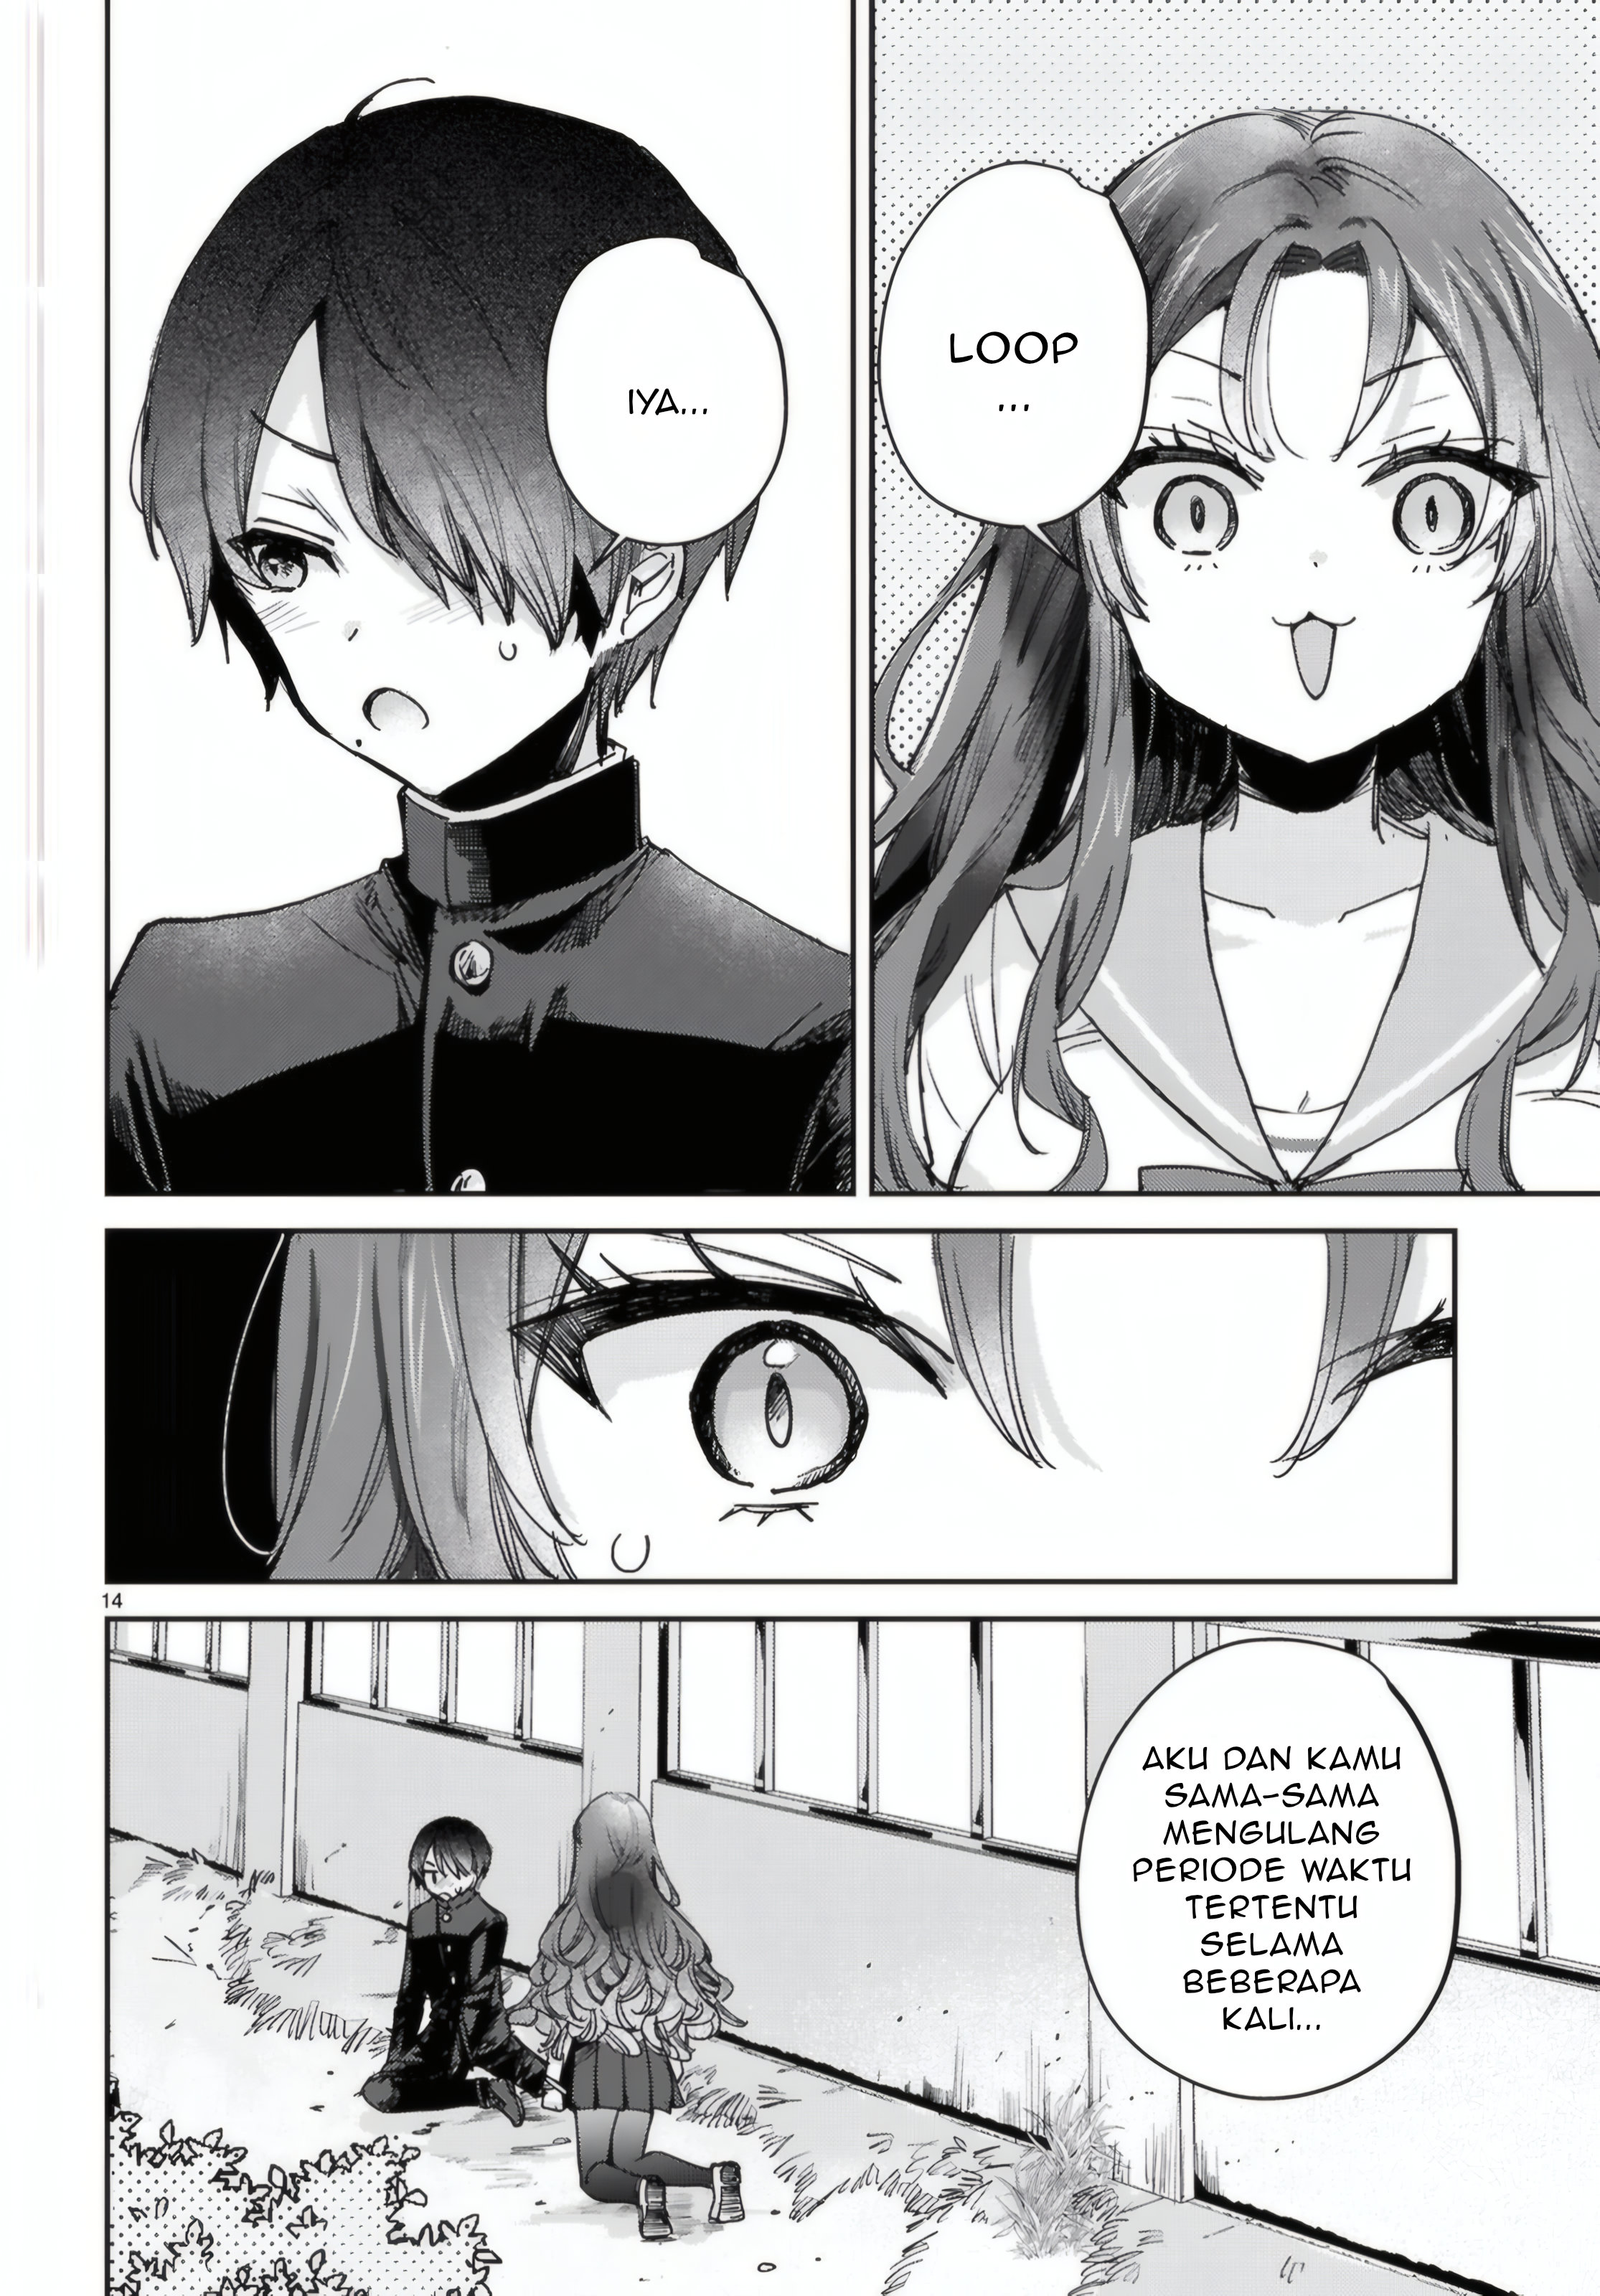 LOOP
...
IYA...
14
AKU DAN KAMU
SAMA-SAMA
MENGULANG
PERIODE WAKTU
TERTENTU
SELAMA
BEBERAPA
KALI...